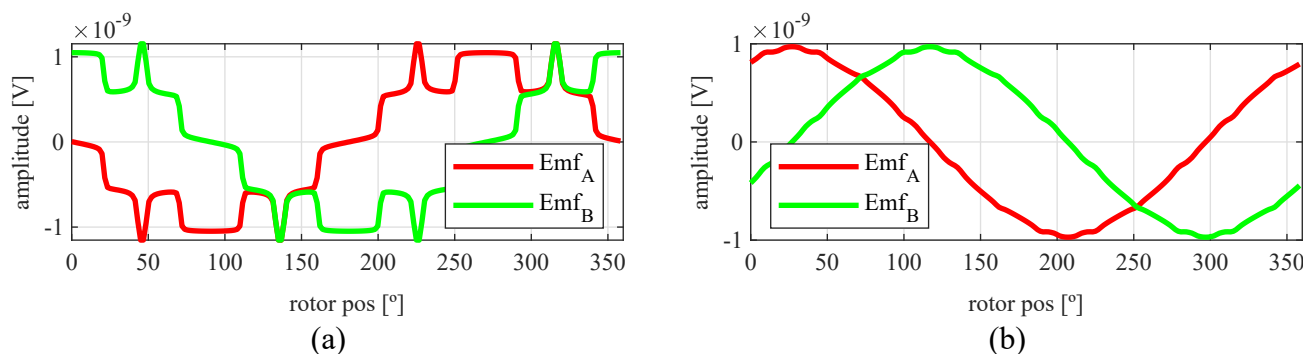 ×10^-9
amplitude [V]
1
0
-1
Emf_A
Emf_B
0 50 100 150 200 250 300 350
rotor pos [º]
(a)
×10^-9
amplitude [V]
1
0
-1
Emf_A
Emf_B
0 50 100 150 200 250 300 350
rotor pos [º]
(b)